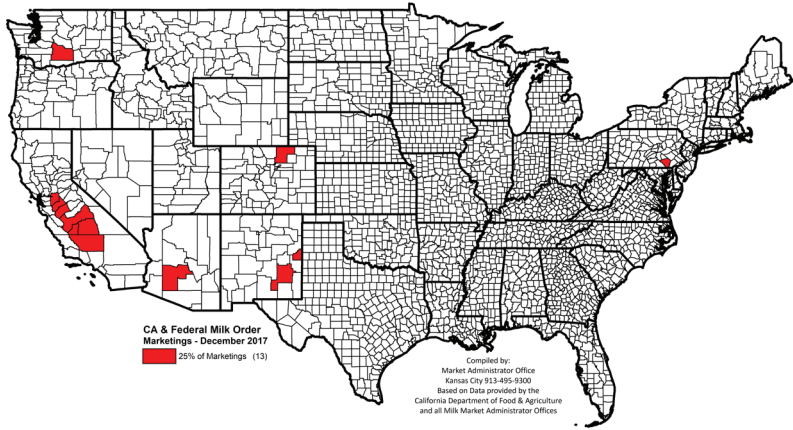 CA & Federal Milk Order
Marketings - December 2017
25% of Marketings (13)
Compiled by:
Market Administrator Office
Kansas City 913-495-9300
Based on Data provided by the
California Department of Food & Agriculture
and all Milk Market Administrator Offices